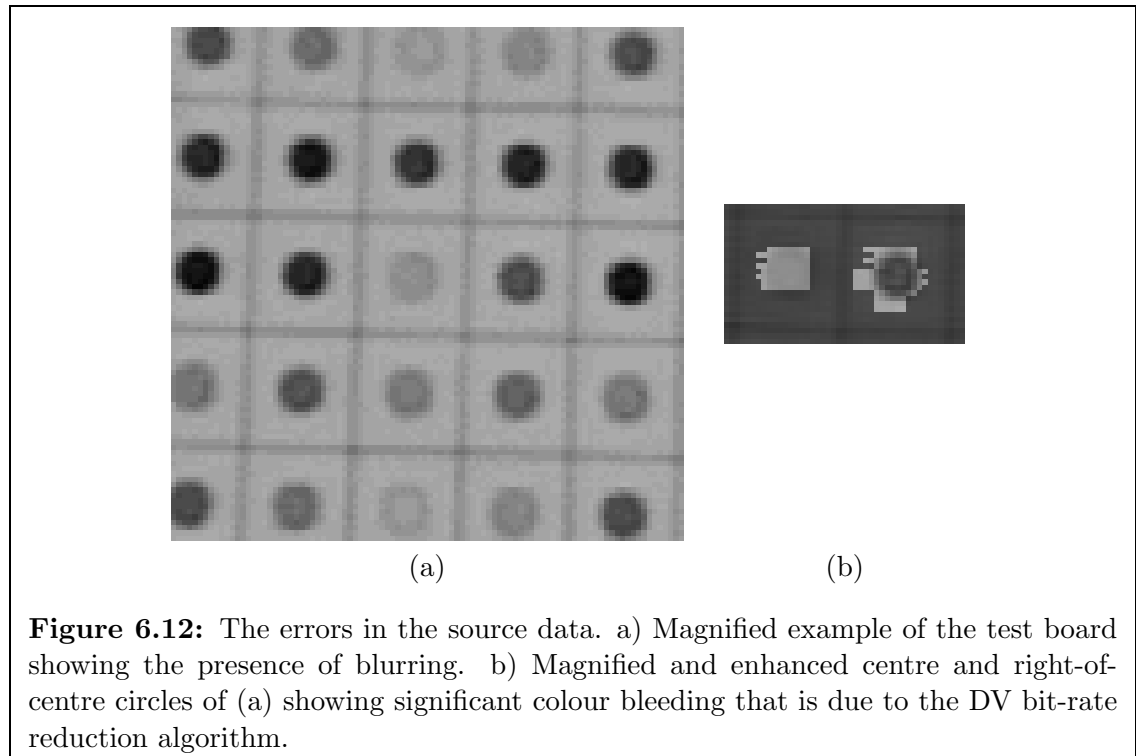 (a)
(b)
Figure 6.12: The errors in the source data. a) Magnified example of the test board
showing the presence of blurring. b) Magnified and enhanced centre and right-of-
centre circles of (a) showing significant colour bleeding that is due to the DV bit-rate
reduction algorithm.